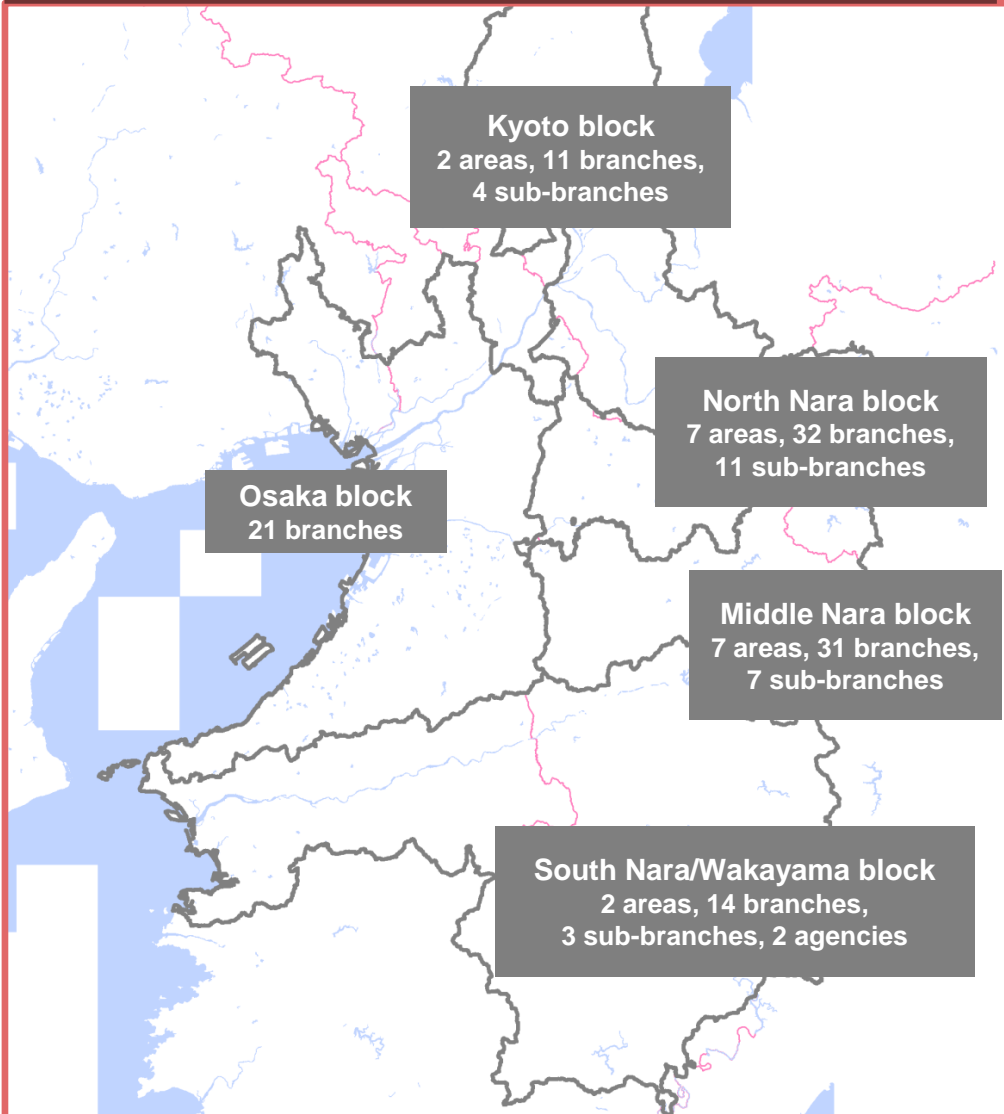 Kyoto block
2 areas, 11 branches,
4 sub-branches
North Nara block
7 areas, 32 branches,
11 sub-branches
Osaka block
21 branches
Middle Nara block
7 areas, 31 branches,
7 sub-branches
South Nara/Wakayama block
2 areas, 14 branches,
3 sub-branches, 2 agencies